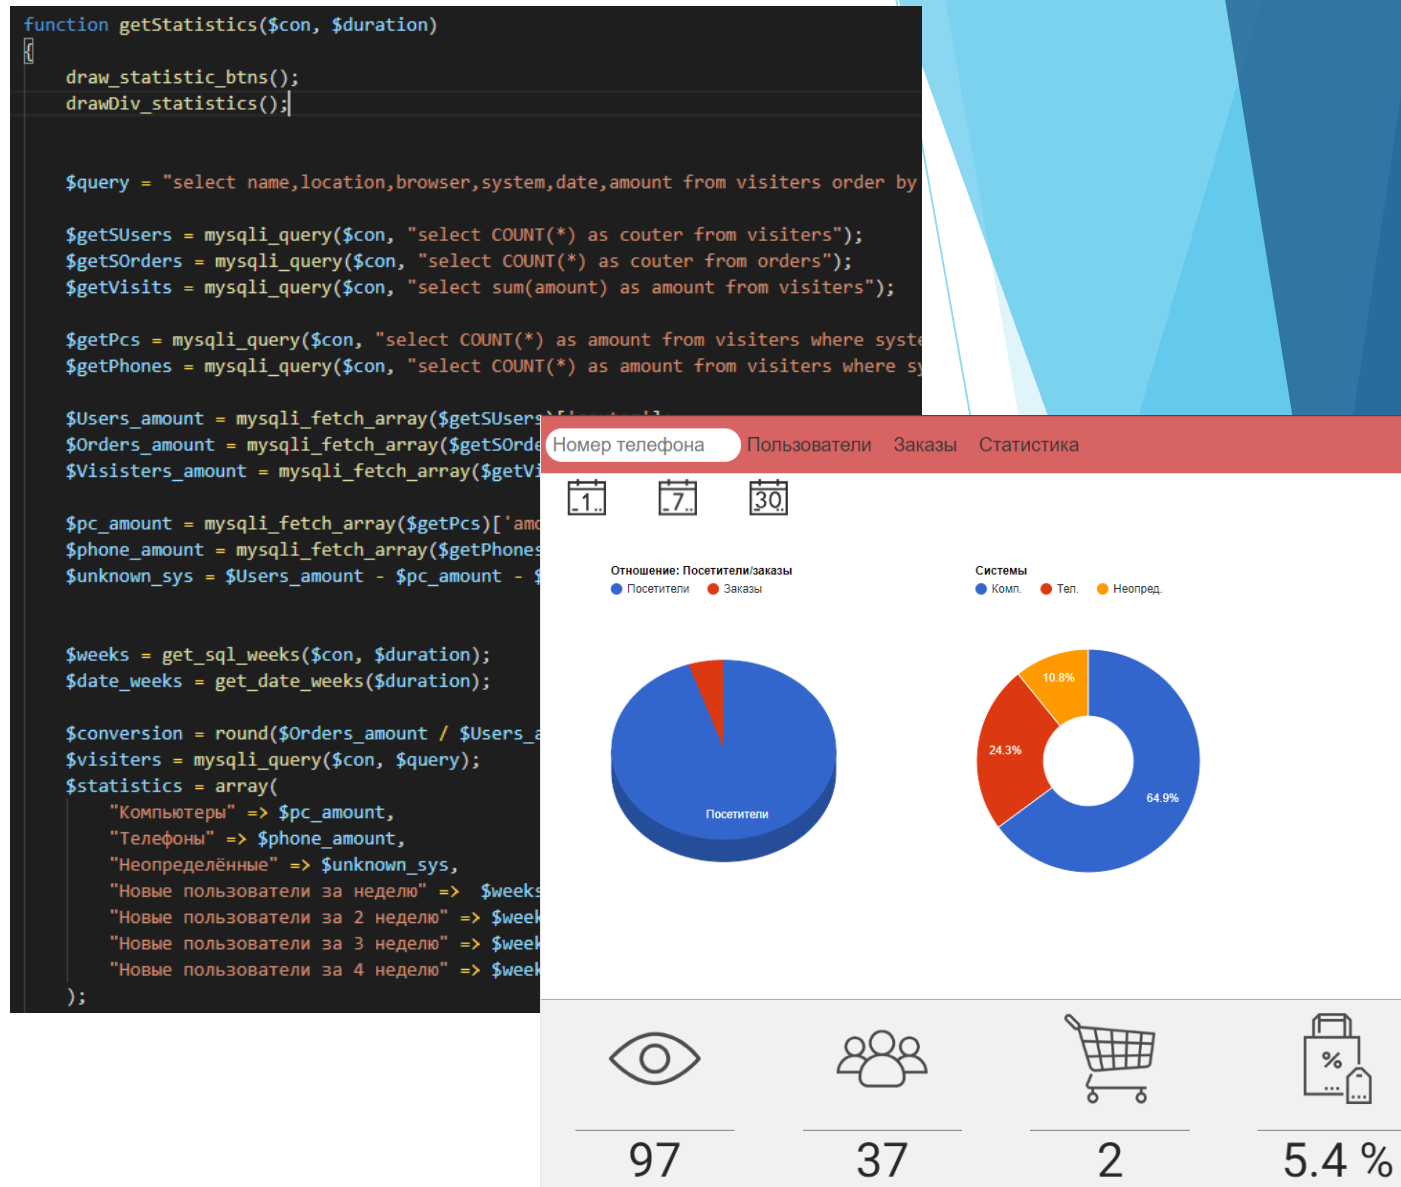 function getStatistics($con, $duration)
{
draw_statistic_btns();
drawDiv_statistics();
$query = "select name,location,browser,system,date,amount from visiters order by
$getSUsers = mysqli_query($con, "select COUNT(*) as couter from visiters");
$getSOrders = mysqli_query($con, "select COUNT(*) as couter from orders");
$getVisits = mysqli_query($con, "select sum(amount) as amount from visiters");
$getPcs = mysqli_query($con, "select COUNT(*) as amount from visiters where syste
$getPhones = mysqli_query($con, "select COUNT(*) as amount from visiters where sy
$Users_amount = mysqli_fetch_array($getSUsers
$Orders_amount = mysqli_fetch_array($getSOrde
$Visisters_amount = mysqli_fetch_array($getVi
$pc_amount = mysqli_fetch_array($getPcs)['amo
$phone_amount = mysqli_fetch_array($getPhones
$unknown_sys = $Users_amount - $pc_amount - $
$weeks = get_sql_weeks($con, $duration);
$date_weeks = get_date_weeks($duration);
$conversion = round($Orders_amount / $Users_a
$visiters = mysqli_query($con, $query);
$statistics = array(
"Компьютеры" => $pc_amount,
"Телефоны" => $phone_amount,
"Неопределённые" => $unknown_sys,
"Новые пользователи за неделю" => $weeks
"Новые пользователи за 2 неделю" => $week
"Новые пользователи за 3 неделю" => $week
"Новые пользователи за 4 неделю" => $week
);
Номер телефона Пользователи Заказы Статистика
1 7 30
Отношение: Посетители/заказы
Посетители Заказы
Посетители
Системы
Комп. Тел. Неопред.
10.8%
24.3%
64.9%
%
97 37 2 5.4 %